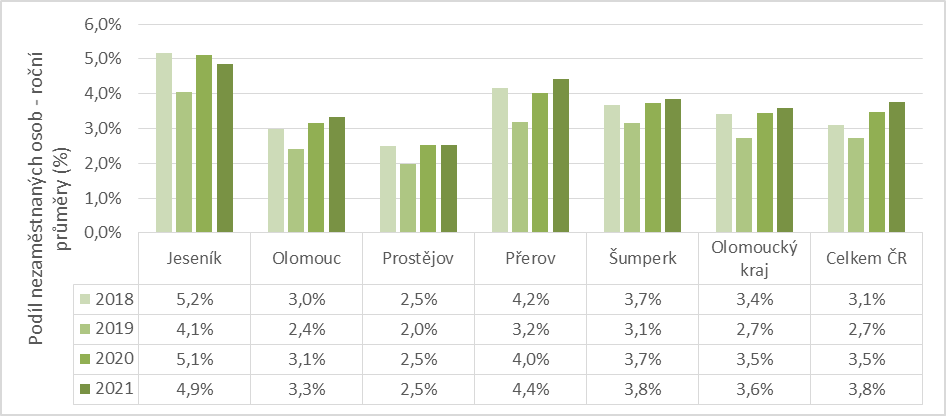 6,0%
5,0%
4,0%
3,0%
2,0%
1,0%
0,0%
Podíl nezaměstnaných osob - roční
průměry (%)
Jeseník Olomouc Prostějov Přerov Šumperk Olomoucký
kraj Celkem ČR
2018 5,2% 3,0% 2,5% 4,2% 3,7% 3,4% 3,1%
2019 4,1% 2,4% 2,0% 3,2% 3,1% 2,7% 2,7%
2020 5,1% 3,1% 2,5% 4,0% 3,7% 3,5% 3,5%
2021 4,9% 3,3% 2,5% 4,4% 3,8% 3,6% 3,8%